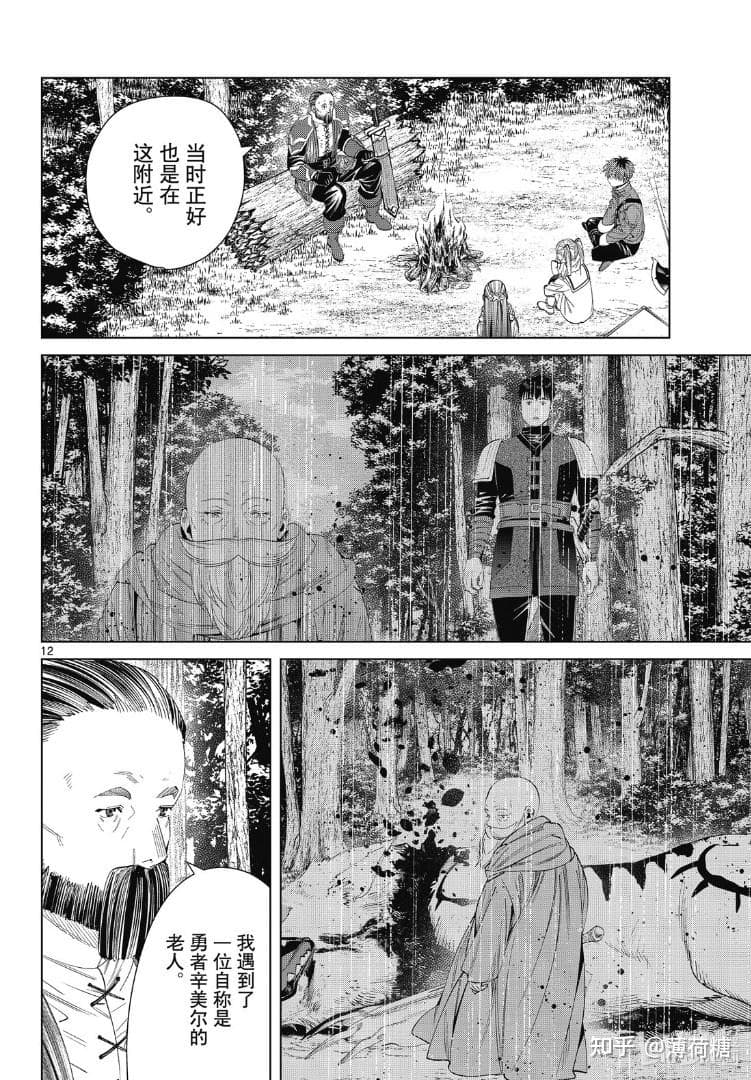 当时正好
也是在
这附近。
12
我遇到了
一位自称是
勇者辛美尔的
老人。
知乎 @薄荷糖